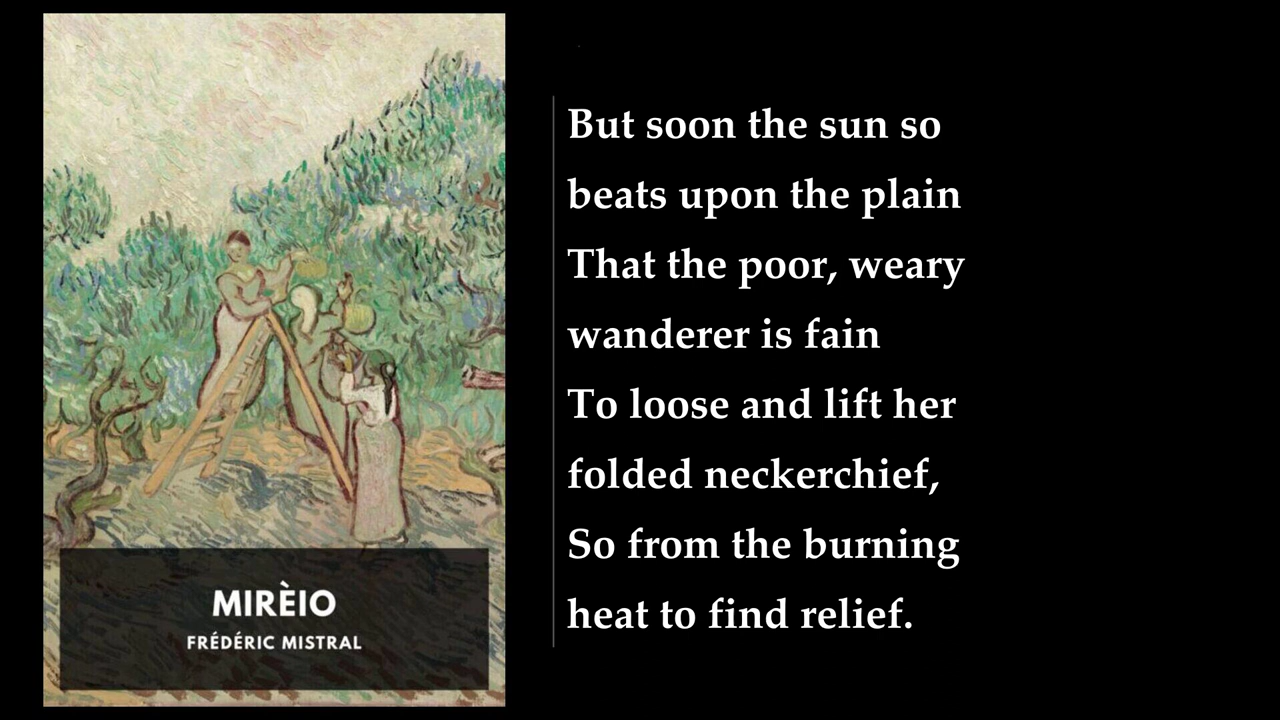 MIRÈIO
FRÉDÉRIC MISTRAL
But soon the sun so
beats upon the plain
That the poor, weary
wanderer is fain
To loose and lift her
folded neckerchief,
So from the burning
heat to find relief.